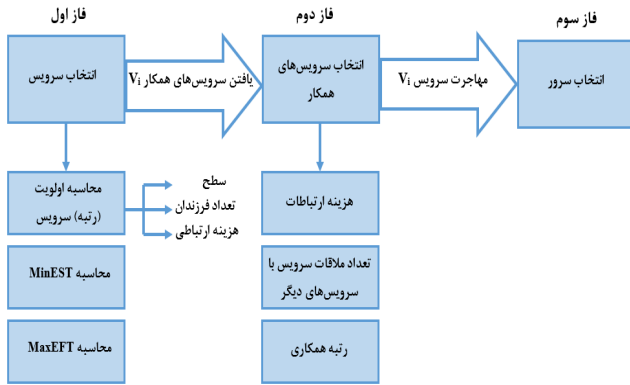 فاز اول
فاز دوم
فاز سوم
انتخاب سرویس
یافتن سرویس‌های همکار Vi
انتخاب سرویس‌های
همکار
مهاجرت سرویس Vi
انتخاب سرور
محاسبه اولویت
(رتبه) سرویس
سطح
تعداد فرزندان
هزینه ارتباطی
هزینه ارتباطات
محاسبه MinEST
تعداد ملاقات سرویس با
سرویس‌های دیگر
محاسبه MaxEFT
رتبه همکاری